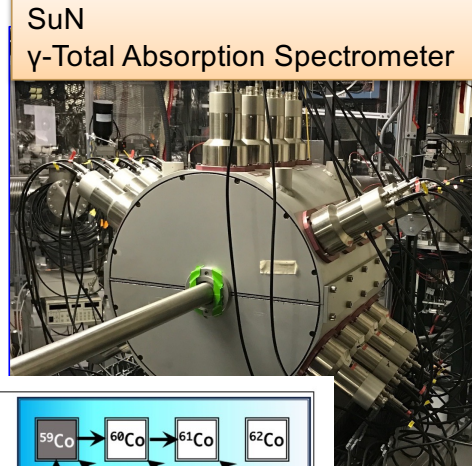 SuN
γ-Total Absorption Spectrometer
⁵⁹Co ⁶⁰Co ⁶¹Co ⁶²Co